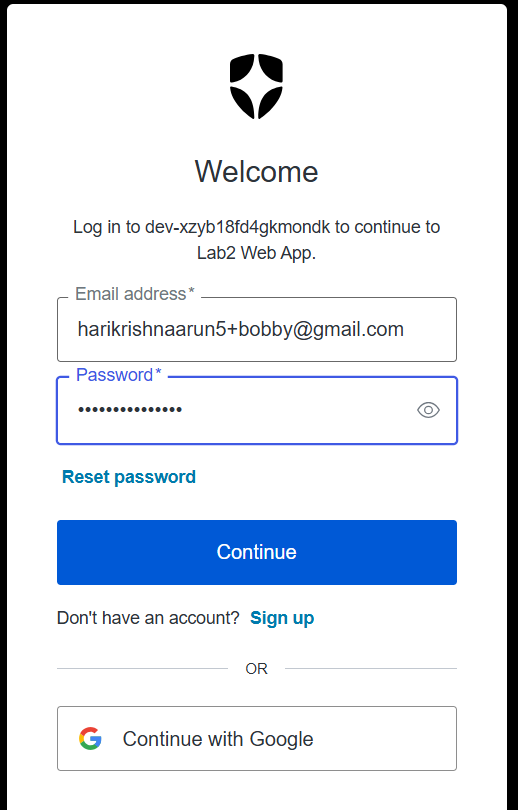 Welcome
Log in to dev-xzyb18fd4gkmondk to continue to
Lab2 Web App.
Email address*
harikrishnaarun5+bobby@gmail.com
Password*
•••••••••••••••
Reset password
Continue
Don't have an account? Sign up
OR
Continue with Google